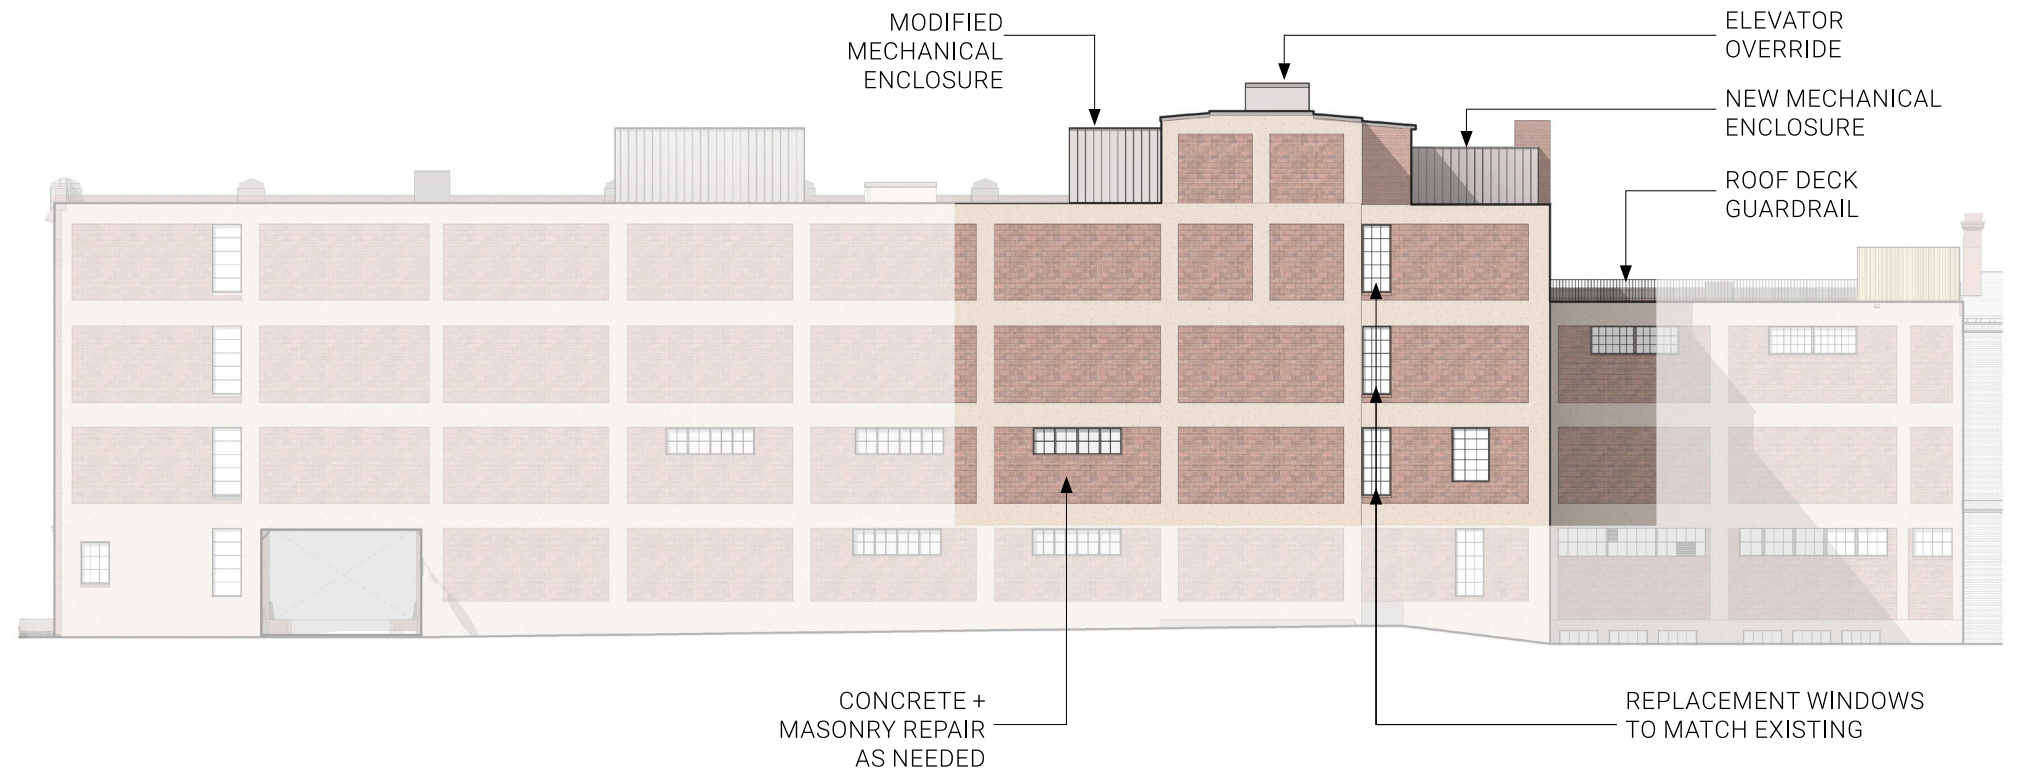 MODIFIED
MECHANICAL
ENCLOSURE
ELEVATOR
OVERRIDE
NEW MECHANICAL
ENCLOSURE
ROOF DECK
GUARDRAIL
CONCRETE +
MASONRY REPAIR
AS NEEDED
REPLACEMENT WINDOWS
TO MATCH EXISTING